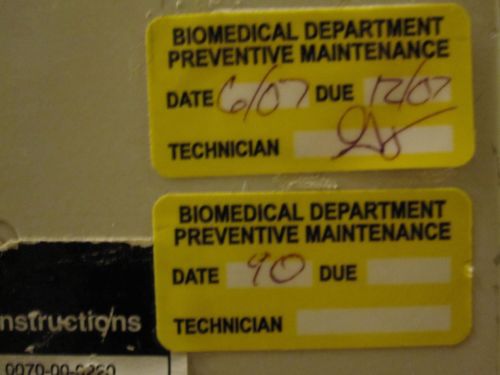 BIOMEDICAL DEPARTMENT
PREVENTIVE MAINTENANCE
DATE 6/07 DUE 12/07
TECHNICIAN
BIOMEDICAL DEPARTMENT
PREVENTIVE MAINTENANCE
DATE 90 DUE
TECHNICIAN
nstructions